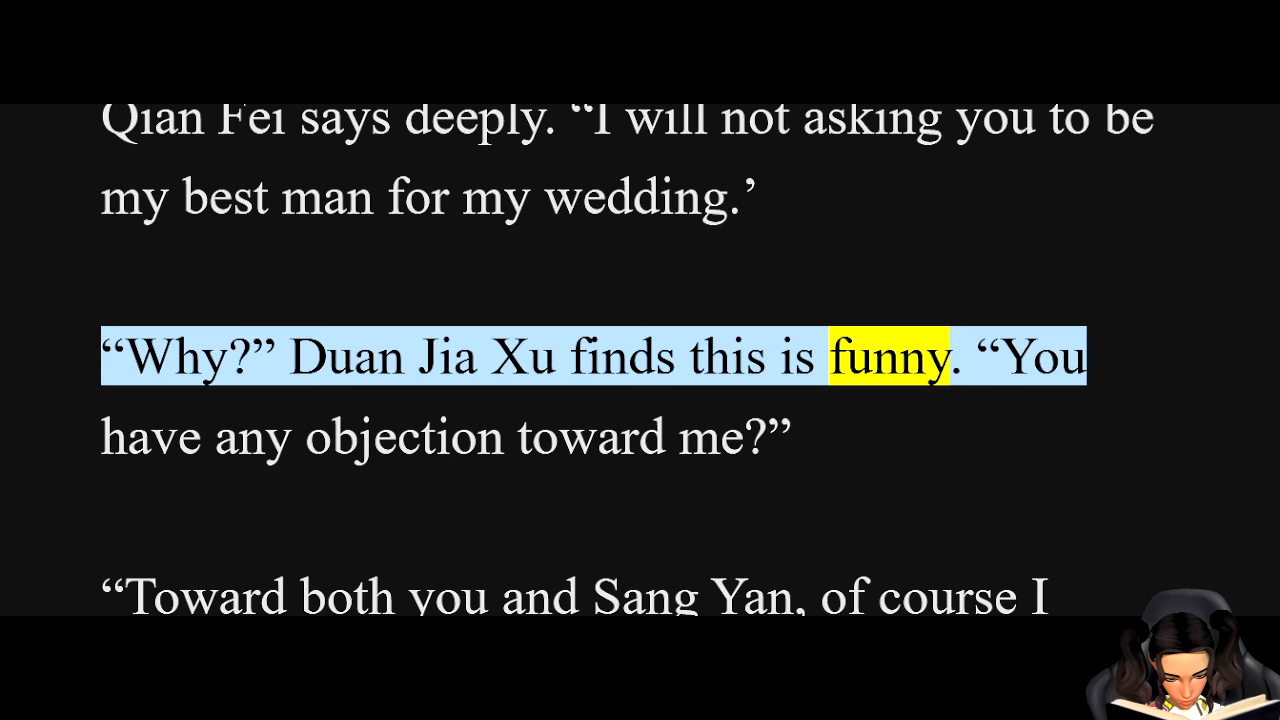 Qian Fei says deeply. “I will not asking you to be
my best man for my wedding.’
“Why?” Duan Jia Xu finds this is funny. “You
have any objection toward me?”
“Toward both you and Sang Yan, of course I